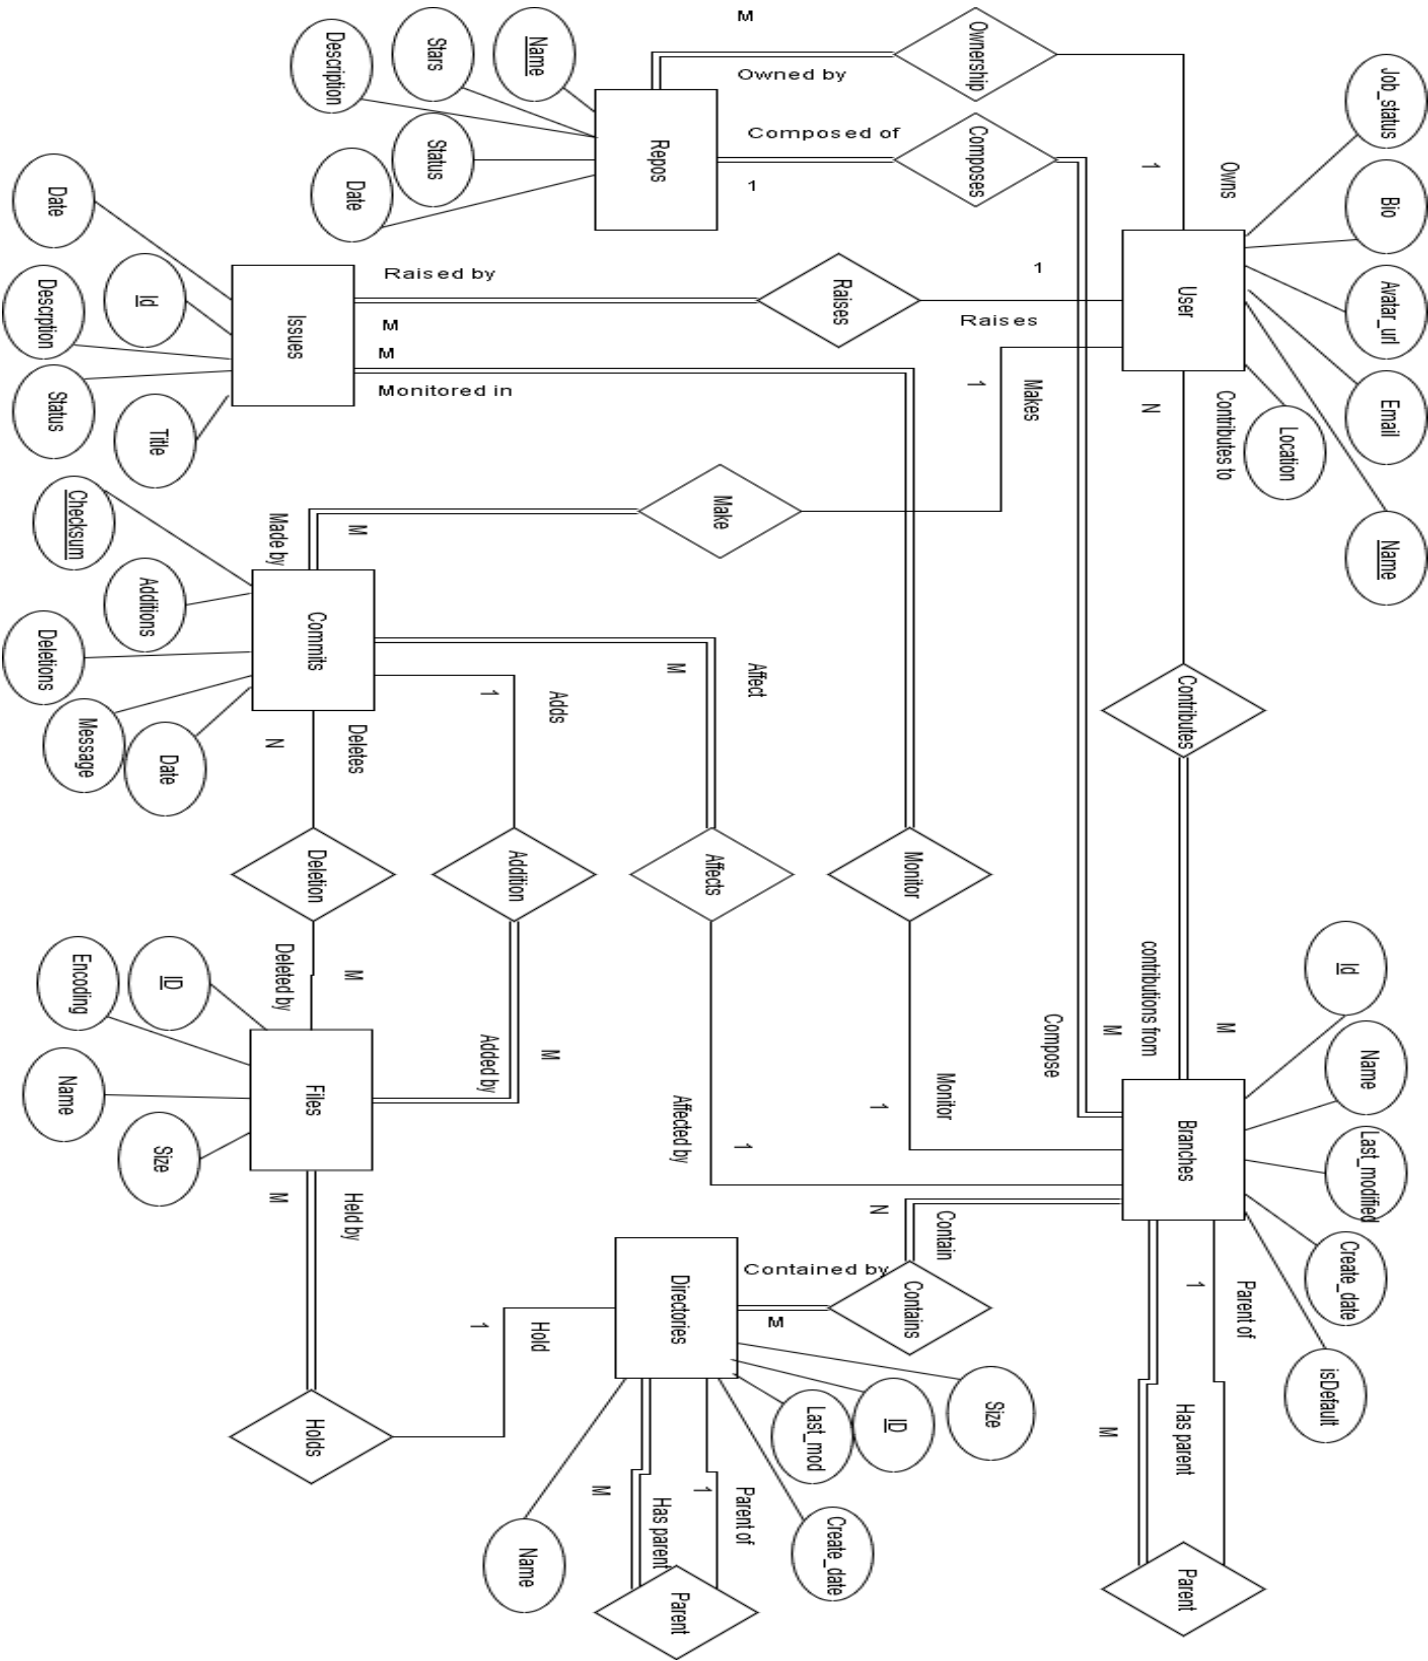 M
Ownership
Owned by
Name
Stars
Description
Status
Date
Repos
Composed of
Composes
1
1
Owns
Job_status
Bio
Avatar_url
Email
Location
Name
User
1
Raised by
Raises
Raises
M
M
Monitored in
Issues
Date
Id
Descrption
Status
Title
Makes
1
Contributes to
N
Make
Made by
M
Checksum
Additions
Deletions
Message
Date
Commits
Affect
M
Adds
1
Deletes
N
Contributes
Deletion
Addition
Affects
Monitor
Deleted by
M
Added by
M
Affected by
1
Monitor
1
Compose
M
contributions from
M
Id
Name
Last_modified
Create_date
isDefault
Branches
ID
Encoding
Name
Size
Files
Held by
M
Contain
N
Contained by
Contains
M
Directories
Size
ID
Last_mod
Create_date
Name
Hold
1
Holds
Parent of
1
Has parent
M
Parent
Parent of
1
Has parent
M
Parent